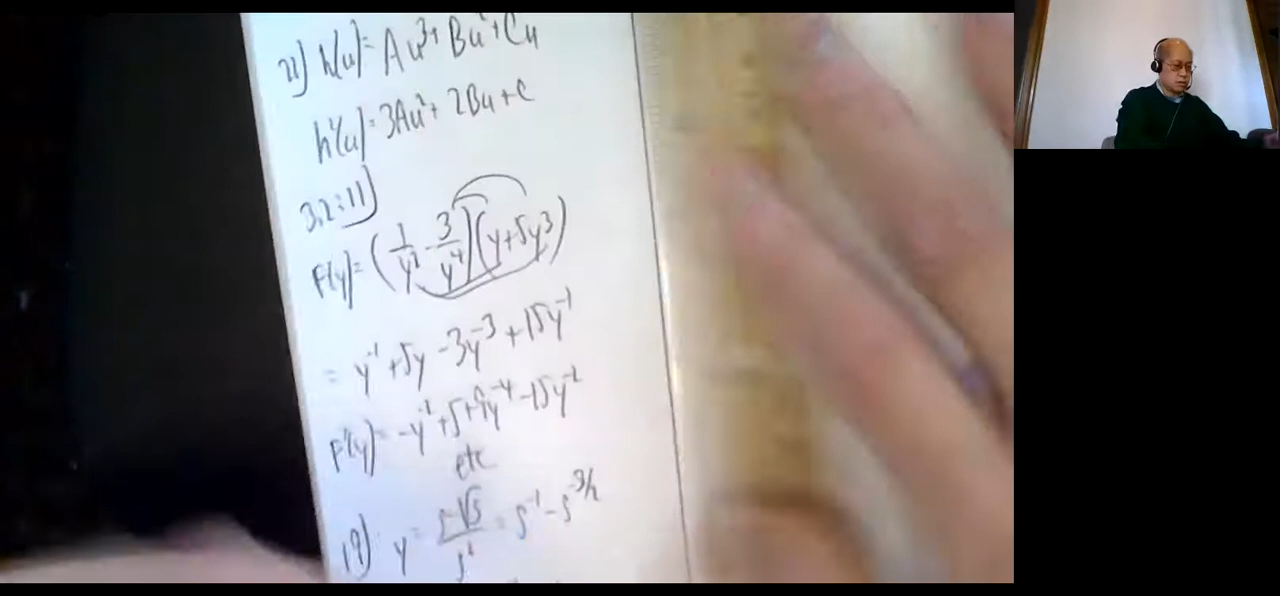 21) h(u) = Au³ + Bu² + Cu
h'(u) = 3Au² + 2Bu + C
3.2:11)
F(y) = (1/y² - 3/y⁴)(y+5y³)
= y⁻¹ + 5y - 3y⁻³ + 15y⁻¹
F'(y) = -y⁻² + 5 + 9y⁻⁴ - 15y⁻²
etc
19) y = s-√s/s² = s⁻¹ - s⁻³/²